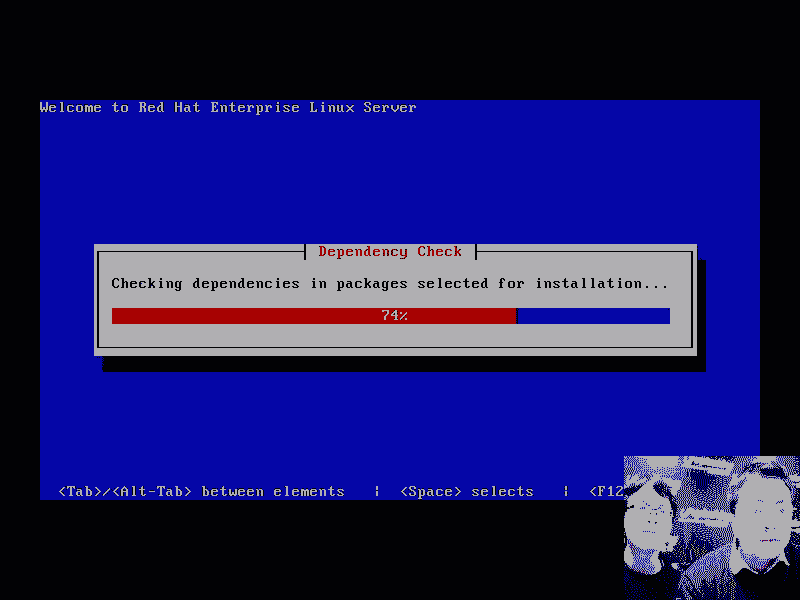 Welcome to Red Hat Enterprise Linux Server
Dependency Check
Checking dependencies in packages selected for installation...
74%
<Tab>/<Alt-Tab> between elements | <Space> selects | <F12